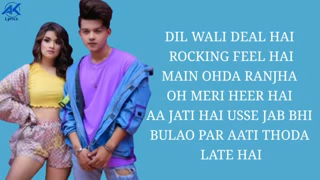 AK
Lyrics
DIL WALI DEAL HAI
ROCKING FEEL HAI
MAIN OHDA RANJHA
OH MERI HEER HAI
AA JATI HAI USSE JAB BHI
BULAO PAR AATI THODA
LATE HAI